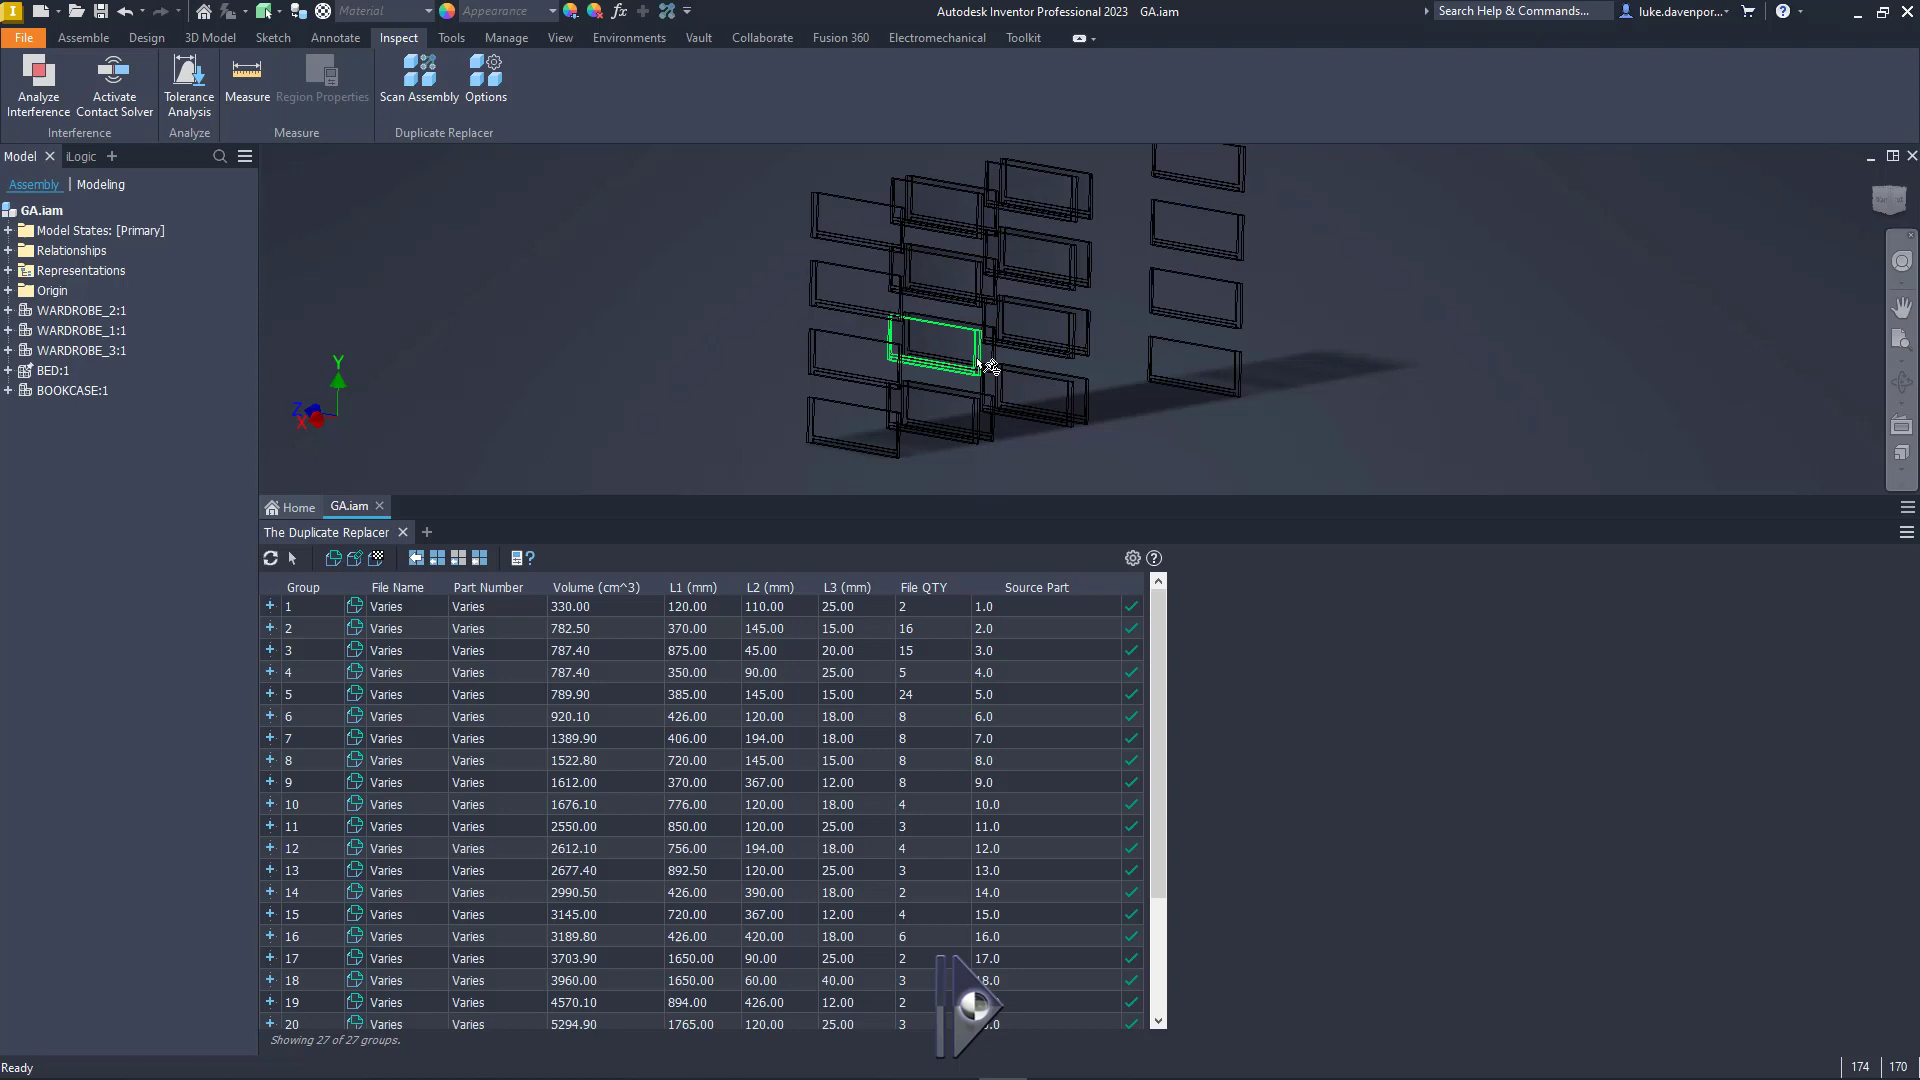 Material Appearance fx Autodesk Inventor Professional 2023 GA.iam Search Help & Commands... luke.davenpor...
File Assemble Design 3D Model Sketch Annotate Inspect Tools Manage View Environments Vault Collaborate Fusion 360 Electromechanical Toolkit
Analyze Interference Activate Contact Solver Tolerance Analysis Measure Region Properties Scan Assembly Options
Interference Analyze Measure Duplicate Replacer
Model iLogic
Assembly | Modeling
GA.iam
Model States: [Primary]
Relationships
Representations
Origin
WARDROBE_2:1
WARDROBE_1:1
WARDROBE_3:1
BED:1
BOOKCASE:1
Y
Z
X
Home GA.iam
The Duplicate Replacer
Group File Name Part Number Volume (cm^3) L1 (mm) L2 (mm) L3 (mm) File QTY Source Part
1 Varies Varies 330.00 120.00 110.00 25.00 2 1.0
2 Varies Varies 782.50 370.00 145.00 15.00 16 2.0
3 Varies Varies 787.40 875.00 45.00 20.00 15 3.0
4 Varies Varies 787.40 350.00 90.00 25.00 5 4.0
5 Varies Varies 789.90 385.00 145.00 15.00 24 5.0
6 Varies Varies 920.10 426.00 120.00 18.00 8 6.0
7 Varies Varies 1389.90 406.00 194.00 18.00 8 7.0
8 Varies Varies 1522.80 720.00 145.00 15.00 8 8.0
9 Varies Varies 1612.00 370.00 367.00 12.00 8 9.0
10 Varies Varies 1676.10 776.00 120.00 18.00 4 10.0
11 Varies Varies 2550.00 850.00 120.00 25.00 3 11.0
12 Varies Varies 2612.10 756.00 194.00 18.00 4 12.0
13 Varies Varies 2677.40 892.50 120.00 25.00 3 13.0
14 Varies Varies 2990.50 426.00 390.00 18.00 2 14.0
15 Varies Varies 3145.00 720.00 367.00 12.00 4 15.0
16 Varies Varies 3189.80 426.00 420.00 18.00 6 16.0
17 Varies Varies 3703.90 1650.00 90.00 25.00 2 17.0
18 Varies Varies 3960.00 1650.00 60.00 40.00 3 8.0
19 Varies Varies 4570.10 894.00 426.00 12.00 2
20 Varies Varies 5294.90 1765.00 120.00 25.00 3
Showing 27 of 27 groups.
Ready 174 170